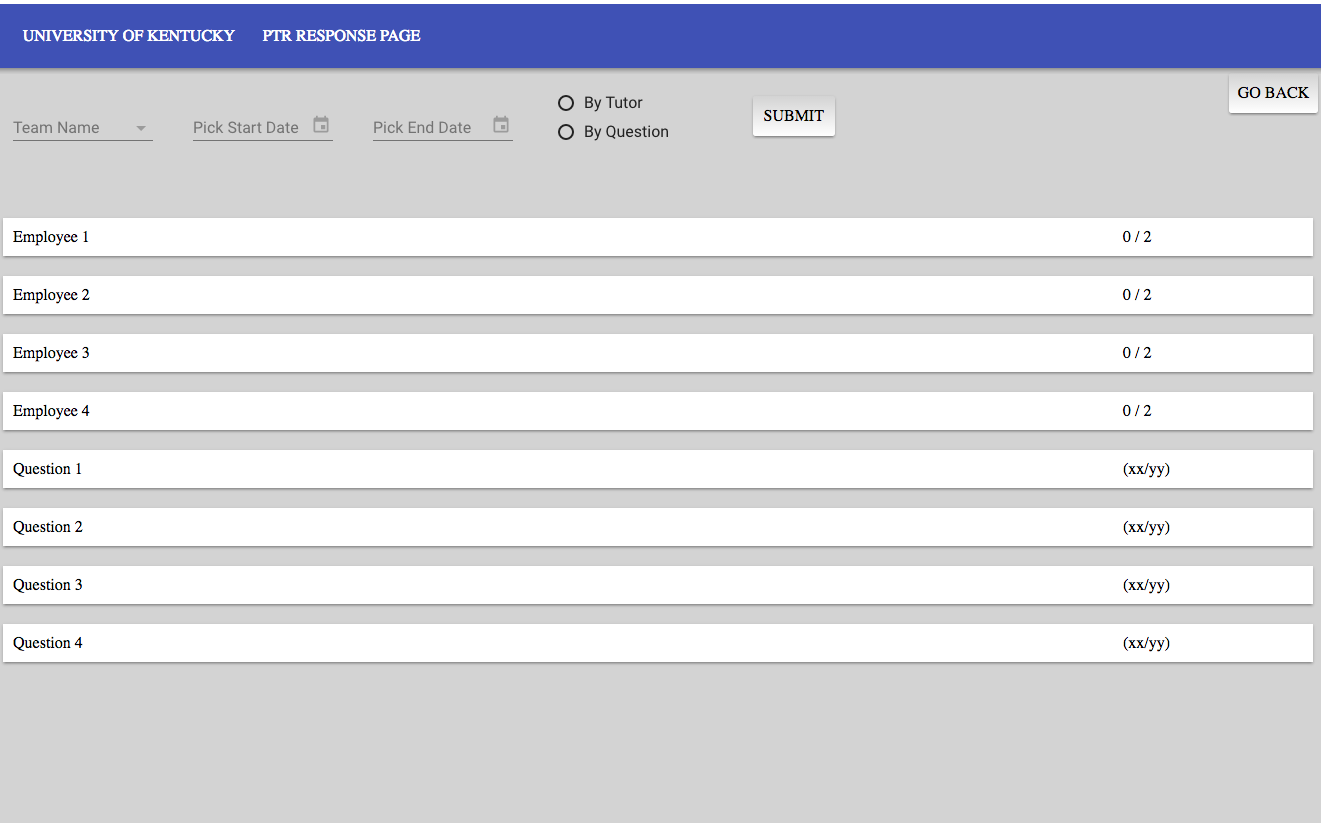 UNIVERSITY OF KENTUCKY PTR RESPONSE PAGE
GO BACK
Team Name Pick Start Date Pick End Date
By Tutor
By Question
SUBMIT
Employee 1 0 / 2
Employee 2 0 / 2
Employee 3 0 / 2
Employee 4 0 / 2
Question 1 (xx/yy)
Question 2 (xx/yy)
Question 3 (xx/yy)
Question 4 (xx/yy)